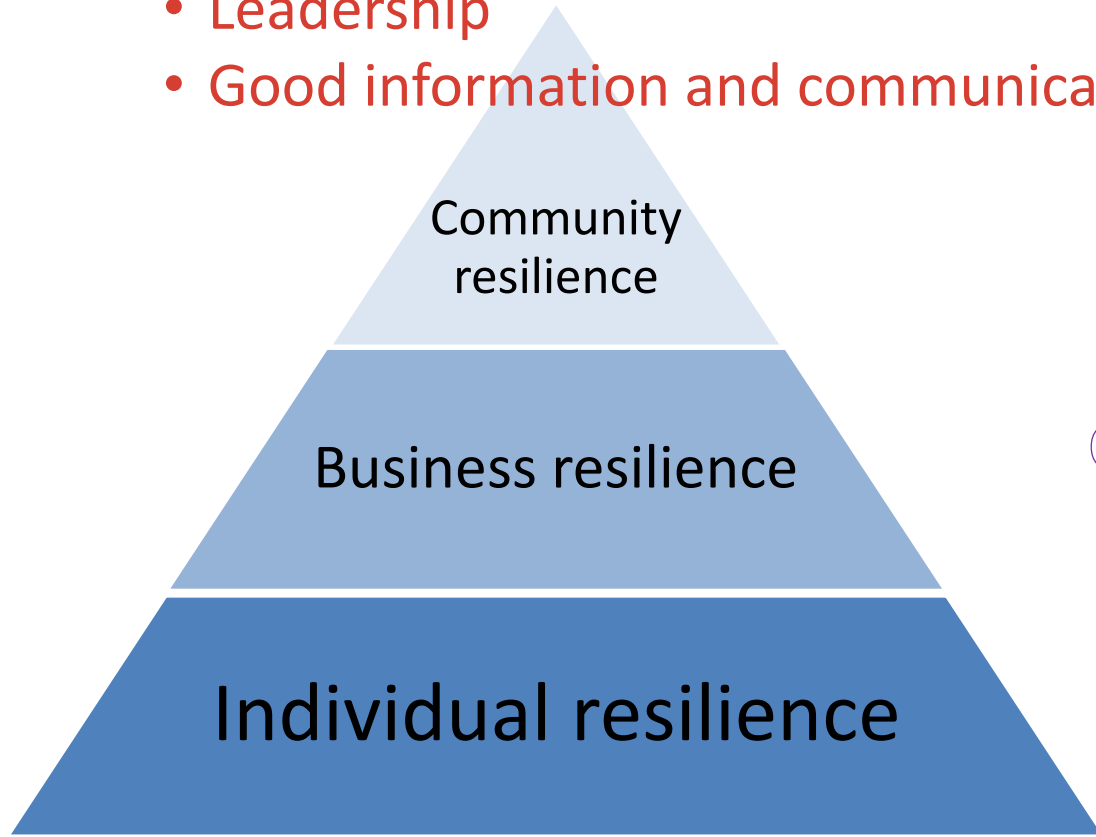 • Leadership
• Good information and communica
Community
resilience
Business resilience
Individual resilience